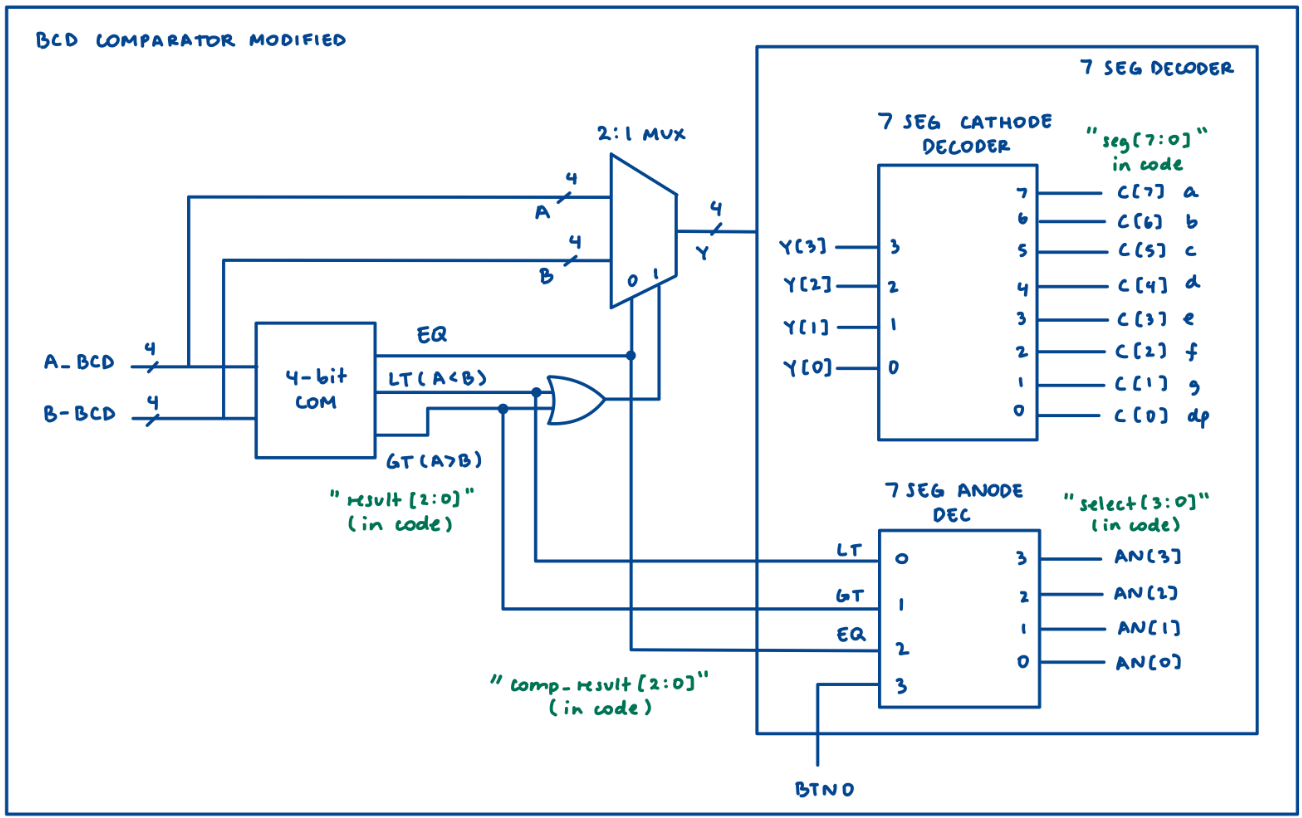 BCD COMPARATOR MODIFIED
7 SEG DECODER
2:1 MUX
4
A
4
B
0 1
4
Y
7 SEG CATHODE
DECODER
"seg[7:0]"
in code
Y[3] 3
Y[2] 2
Y[1] 1
Y[0] 0
7 C[7] a
6 C[6] b
5 C[5] c
4 C[4] d
3 C[3] e
2 C[2] f
1 C[1] g
0 C[0] dp
A_BCD 4
B-BCD 4
4-bit
COM
EQ
LT(A<B)
GT(A>B)
"result[2:0]"
(in code)
7 SEG ANODE
DEC
"select[3:0]"
(in code)
LT 0
GT 1
EQ 2
3
3 AN[3]
2 AN[2]
1 AN[1]
0 AN[0]
"comp_result[2:0]"
(in code)
BTN0